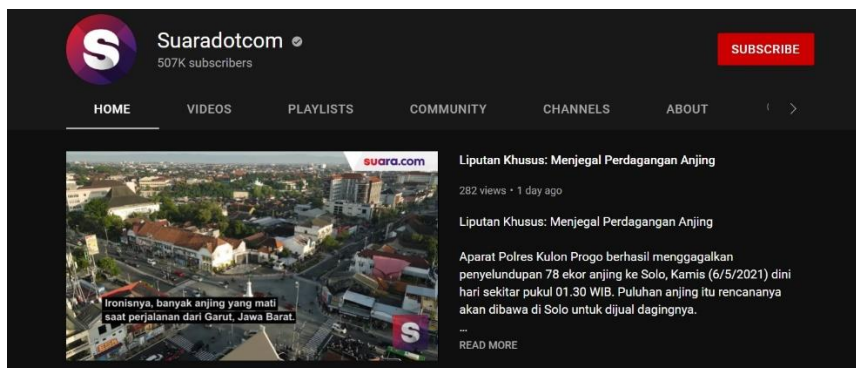 S
Suaradotcom
507K subscribers
SUBSCRIBE
HOME VIDEOS PLAYLISTS COMMUNITY CHANNELS ABOUT
suara.com
Ironisnya, banyak anjing yang mati
saat perjalanan dari Garut, Jawa Barat.
S
Liputan Khusus: Menjegal Perdagangan Anjing
282 views • 1 day ago
Liputan Khusus: Menjegal Perdagangan Anjing
Aparat Polres Kulon Progo berhasil menggagalkan
penyelundupan 78 ekor anjing ke Solo, Kamis (6/5/2021) dini
hari sekitar pukul 01.30 WIB. Puluhan anjing itu rencananya
akan dibawa di Solo untuk dijual dagingnya.
...
READ MORE